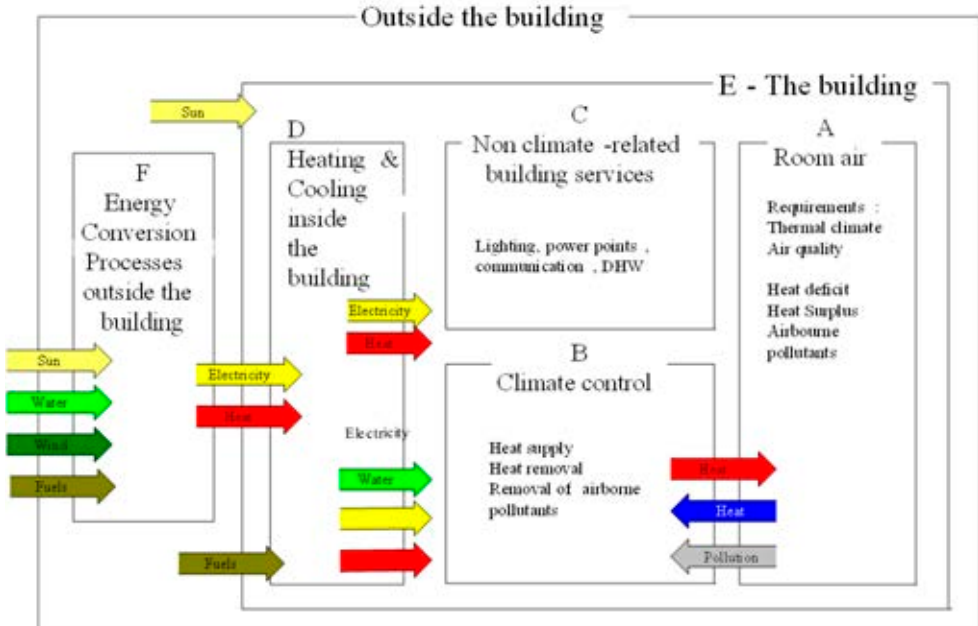 Outside the building
E - The building
Sun
F
Energy
Conversion
Processes
outside the
building
Sun
Water
Wind
Fuels
Electricity
Heat
Fuels
D
Heating &
Cooling
inside
the
building
Electricity
Heat
Electricity
Water
C
Non climate -related
building services
Lighting, power points ,
communication , DHW
B
Climate control
Heat supply
Heat removal
Removal of airborne
pollutants
Heat
Heat
Pollution
A
Room air
Requirements :
Thermal climate
Air quality
Heat deficit
Heat Surplus
Airbourne
pollutants